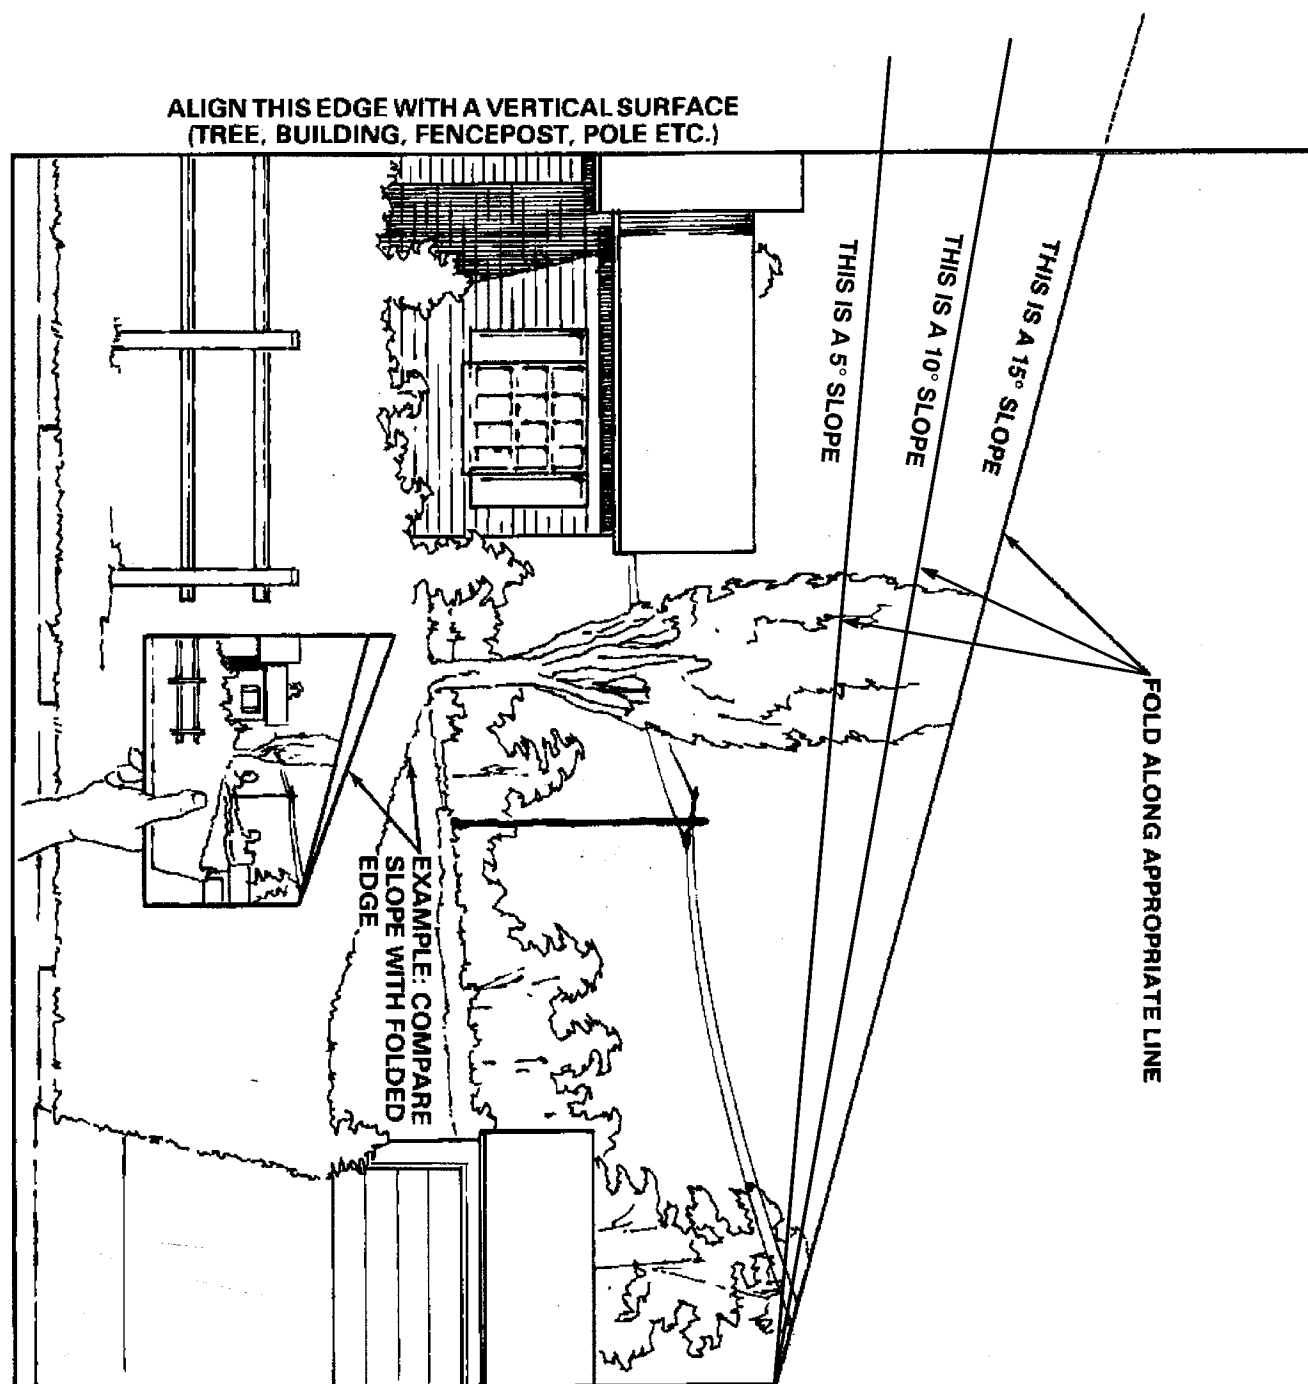 ALIGN THIS EDGE WITH A VERTICAL SURFACE
(TREE, BUILDING, FENCEPOST, POLE ETC.)
THIS IS A 5° SLOPE
THIS IS A 10° SLOPE
THIS IS A 15° SLOPE
FOLD ALONG APPROPRIATE LINE
EXAMPLE: COMPARE
SLOPE WITH FOLDED
EDGE